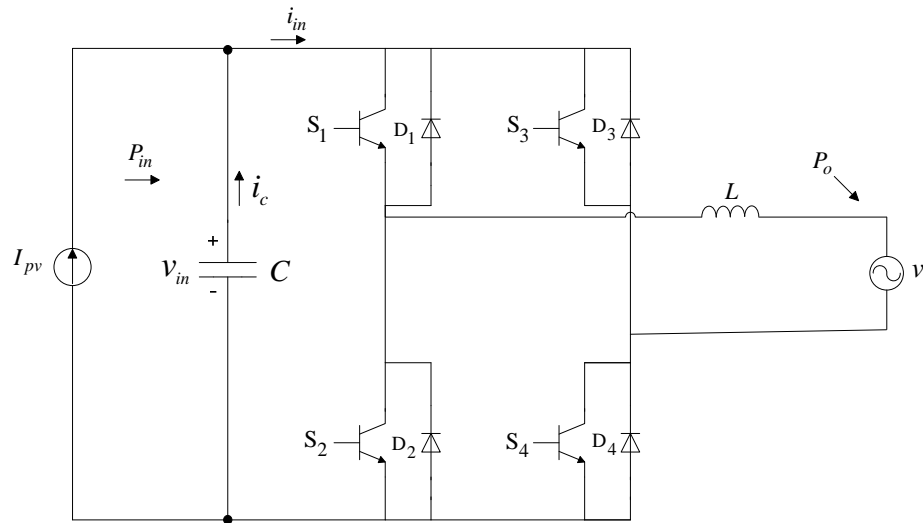 i_in
S_1
D_1
S_3
D_3
P_in
i_c
P_o
L
I_pv
+
v_in
-
C
v
S_2
D_2
S_4
D_4